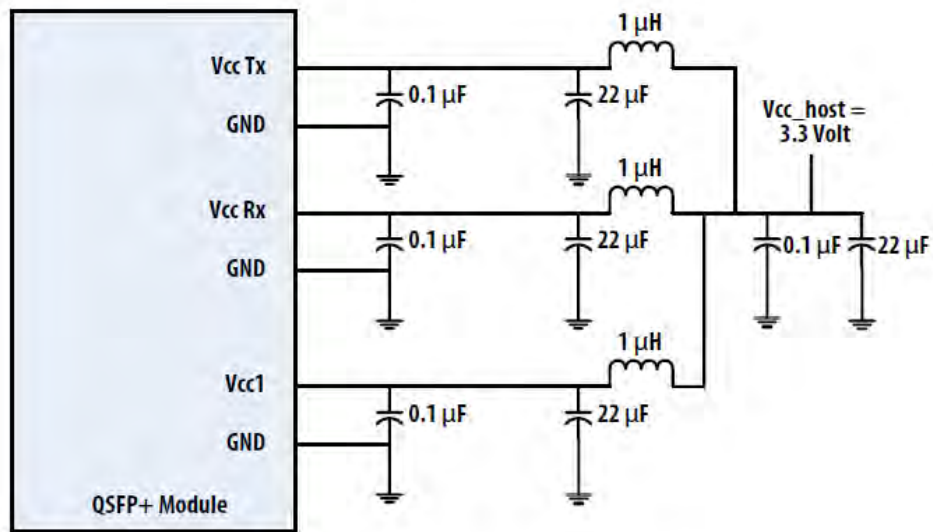 1 μH
Vcc Tx
0.1 μF
22 μF
GND
Vcc_host =
3.3 Volt
1 μH
Vcc Rx
0.1 μF
22 μF
0.1 μF
22 μF
GND
1 μH
Vcc1
0.1 μF
22 μF
GND
QSFP+ Module